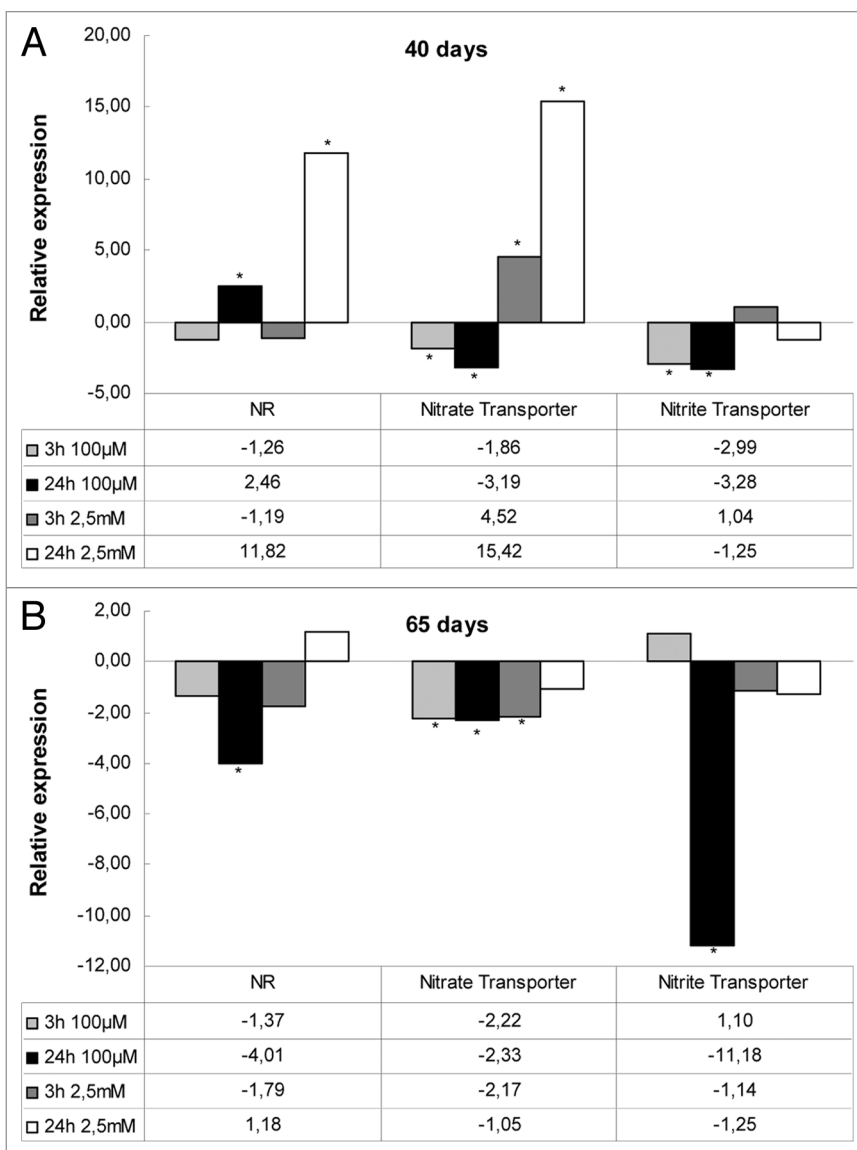 A
40 days
Relative expression
20,00
15,00
10,00
5,00
0,00
-5,00
*
*
*
*
*
*
*
*
NR Nitrate Transporter Nitrite Transporter
3h 100µM -1,26 -1,86 -2,99
24h 100µM 2,46 -3,19 -3,28
3h 2,5mM -1,19 4,52 1,04
24h 2,5mM 11,82 15,42 -1,25
B
65 days
Relative expression
2,00
0,00
-2,00
-4,00
-6,00
-8,00
-10,00
-12,00
*
*
*
*
*
NR Nitrate Transporter Nitrite Transporter
3h 100µM -1,37 -2,22 1,10
24h 100µM -4,01 -2,33 -11,18
3h 2,5mM -1,79 -2,17 -1,14
24h 2,5mM 1,18 -1,05 -1,25